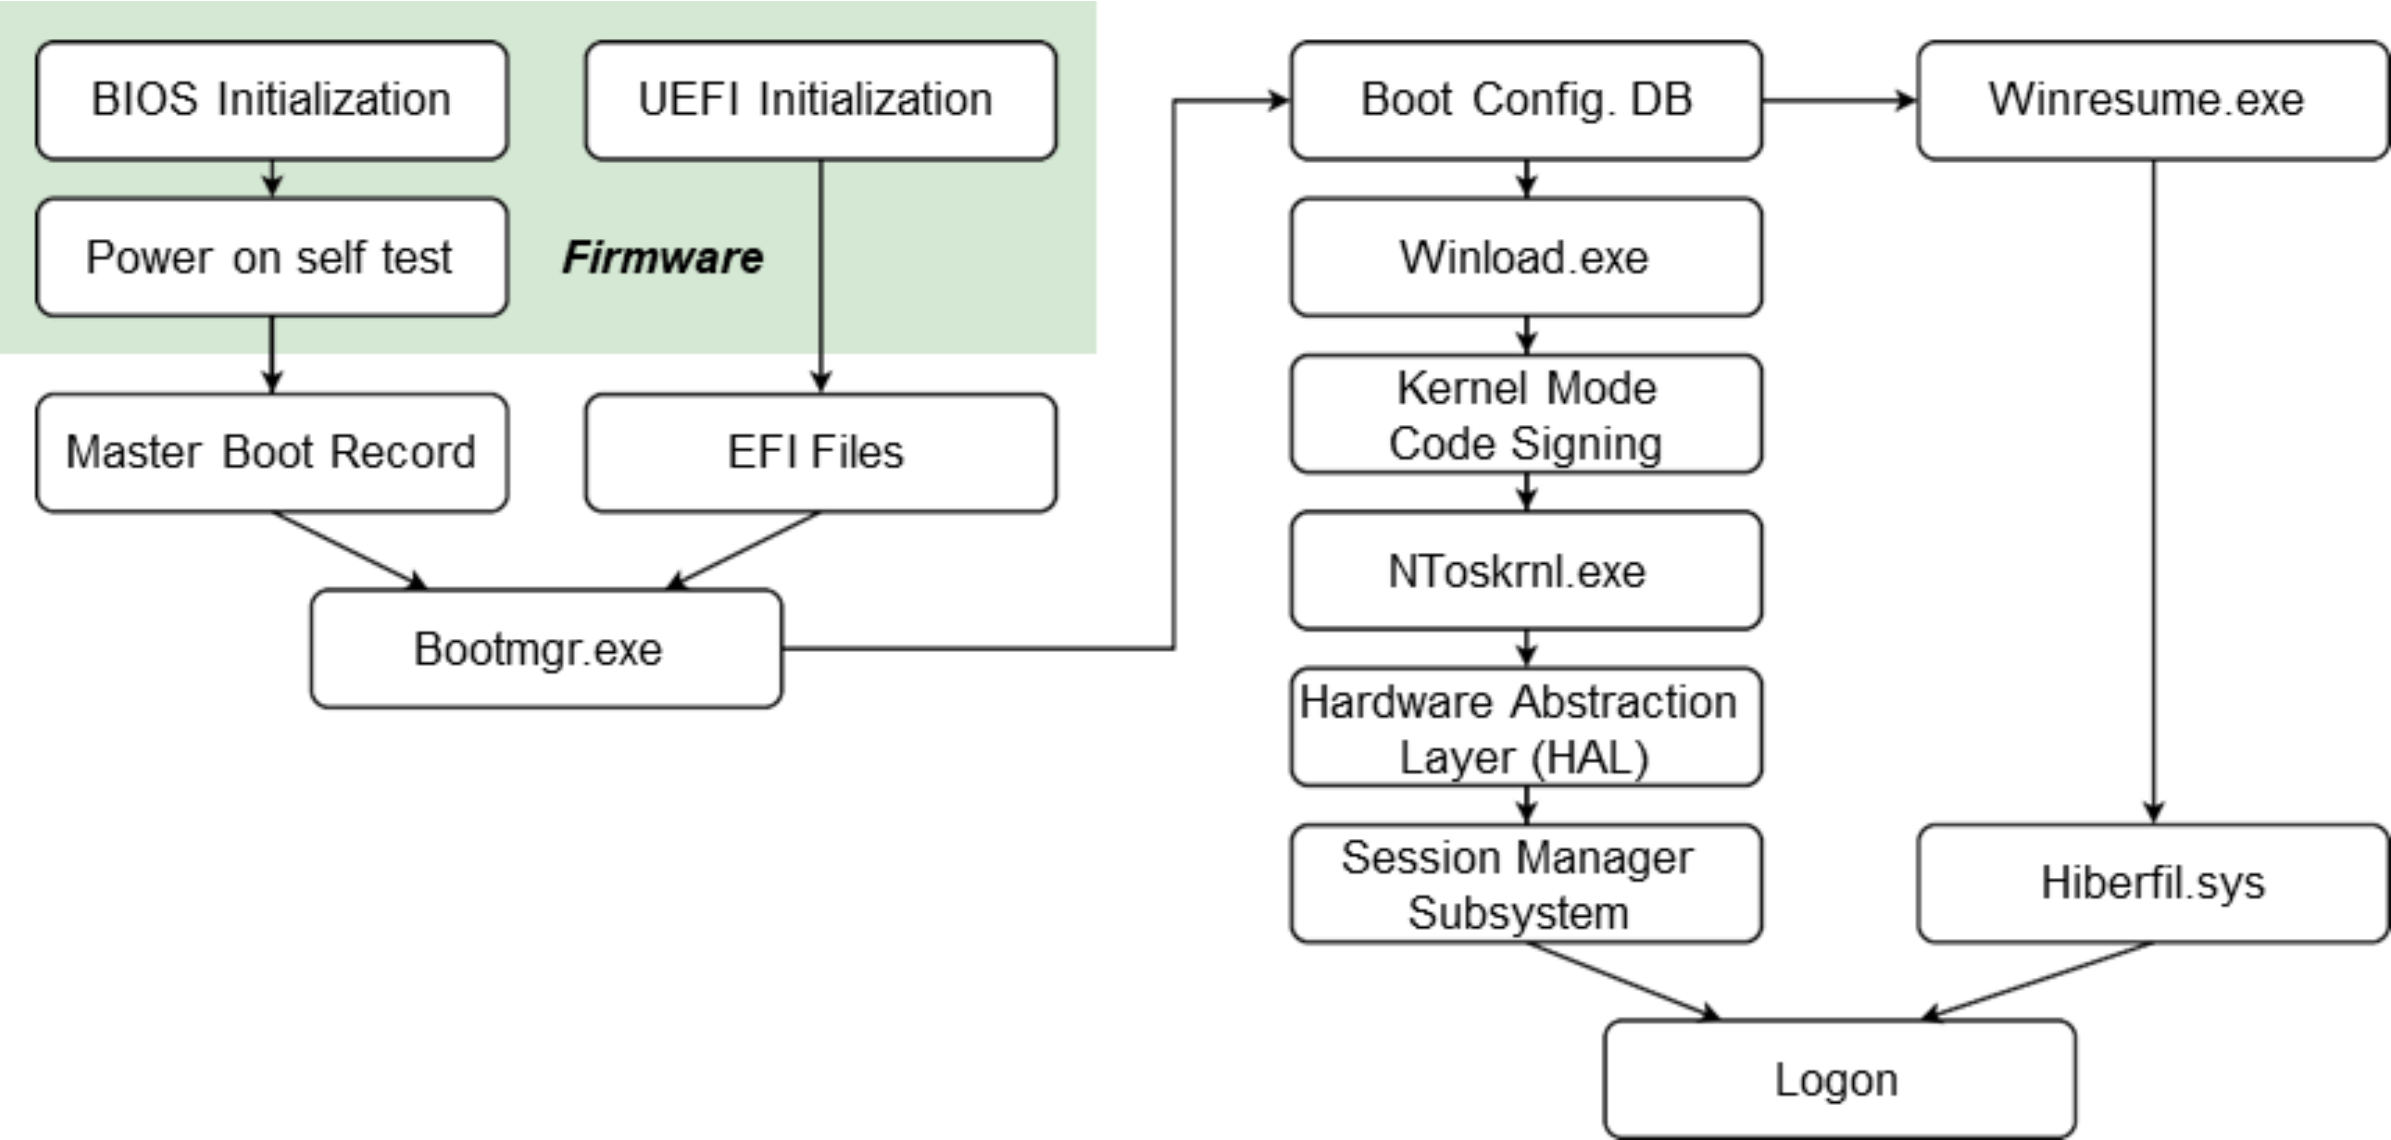 BIOS Initialization
UEFI Initialization
Power on self test
Firmware
Master Boot Record
EFI Files
Bootmgr.exe
Boot Config. DB
Winresume.exe
Winload.exe
Kernel Mode
Code Signing
NToskrnl.exe
Hardware Abstraction
Layer (HAL)
Session Manager
Subsystem
Hiberfil.sys
Logon